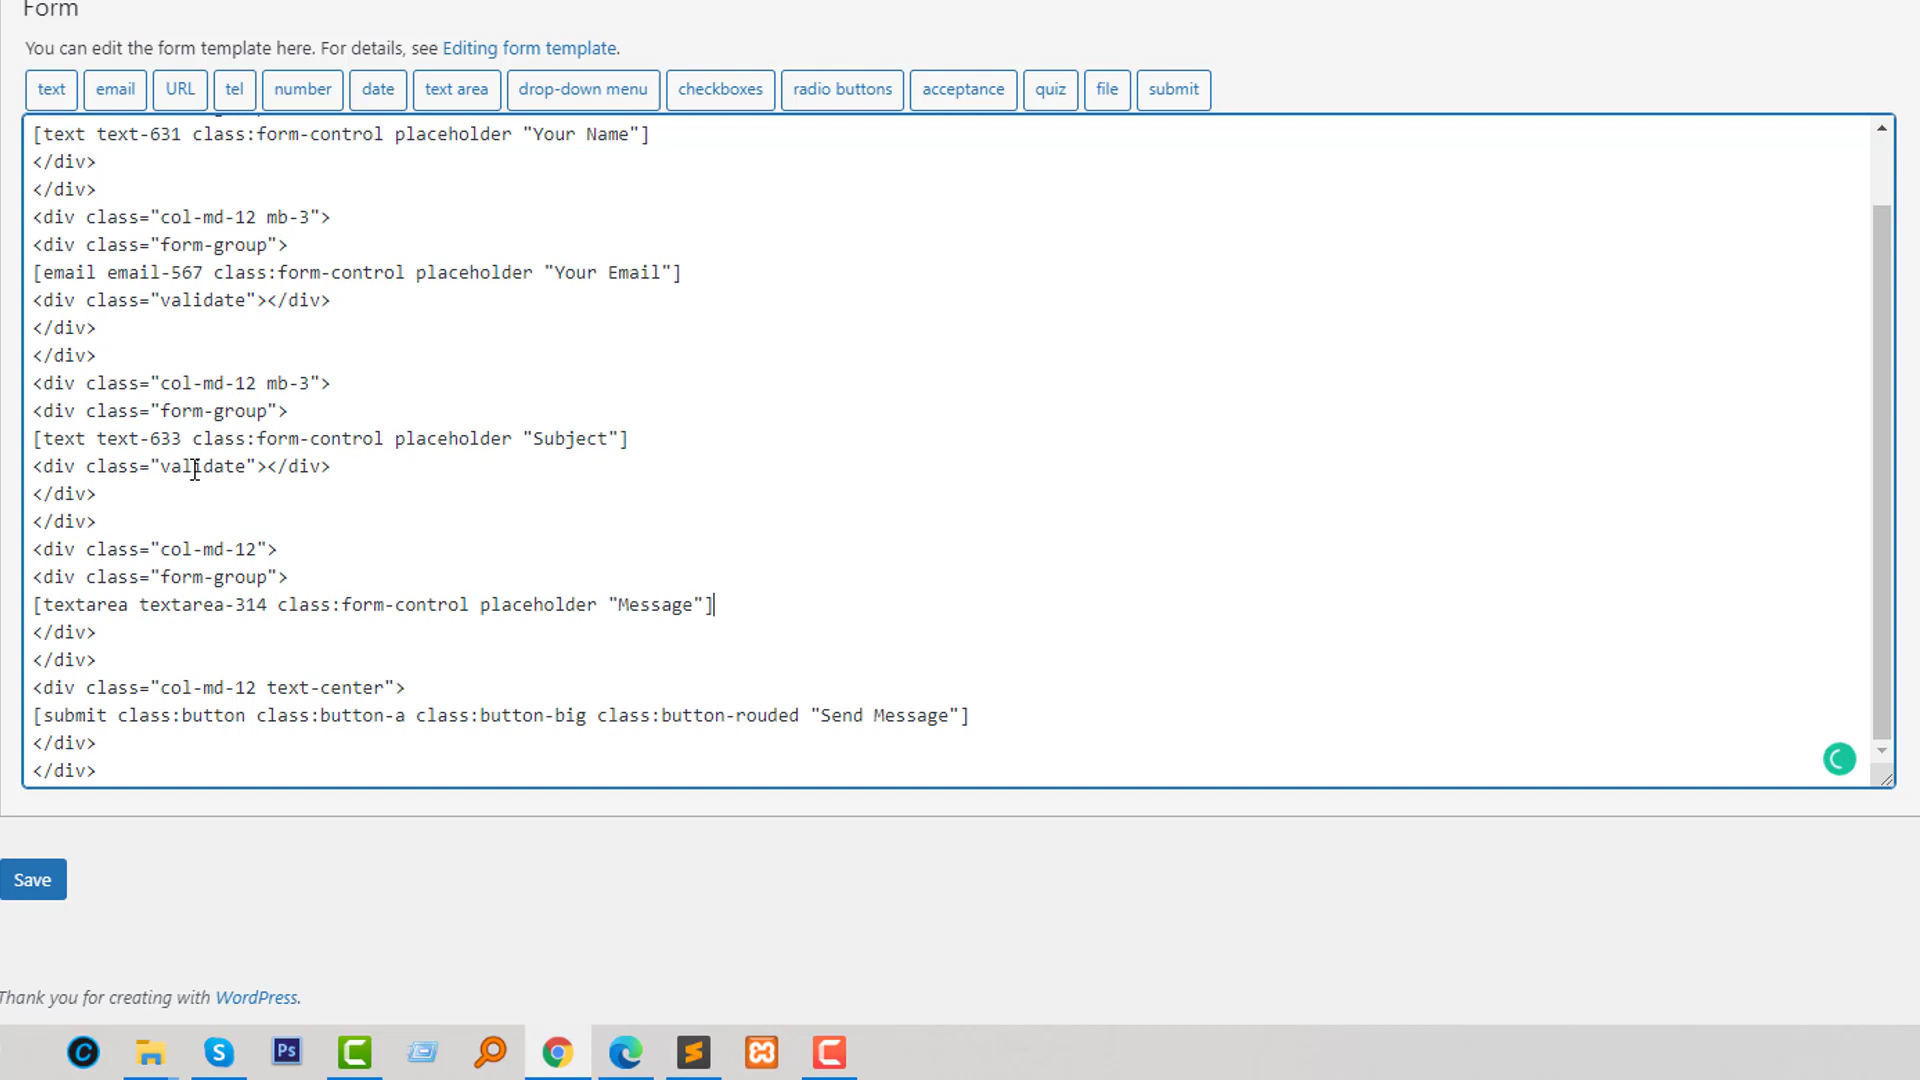 Form
You can edit the form template here. For details, see Editing form template.
text email URL tel number date text area drop-down menu checkboxes radio buttons acceptance quiz file submit
[text text-631 class:form-control placeholder "Your Name"]
</div>
</div>
<div class="col-md-12 mb-3">
<div class="form-group">
[email email-567 class:form-control placeholder "Your Email"]
<div class="validate"></div>
</div>
</div>
<div class="col-md-12 mb-3">
<div class="form-group">
[text text-633 class:form-control placeholder "Subject"]
<div class="validate"></div>
</div>
</div>
<div class="col-md-12">
<div class="form-group">
[textarea textarea-314 class:form-control placeholder "Message"]
</div>
</div>
<div class="col-md-12 text-center">
[submit class:button class:button-a class:button-big class:button-rouded "Send Message"]
</div>
</div>
Save
Thank you for creating with WordPress.
Ps